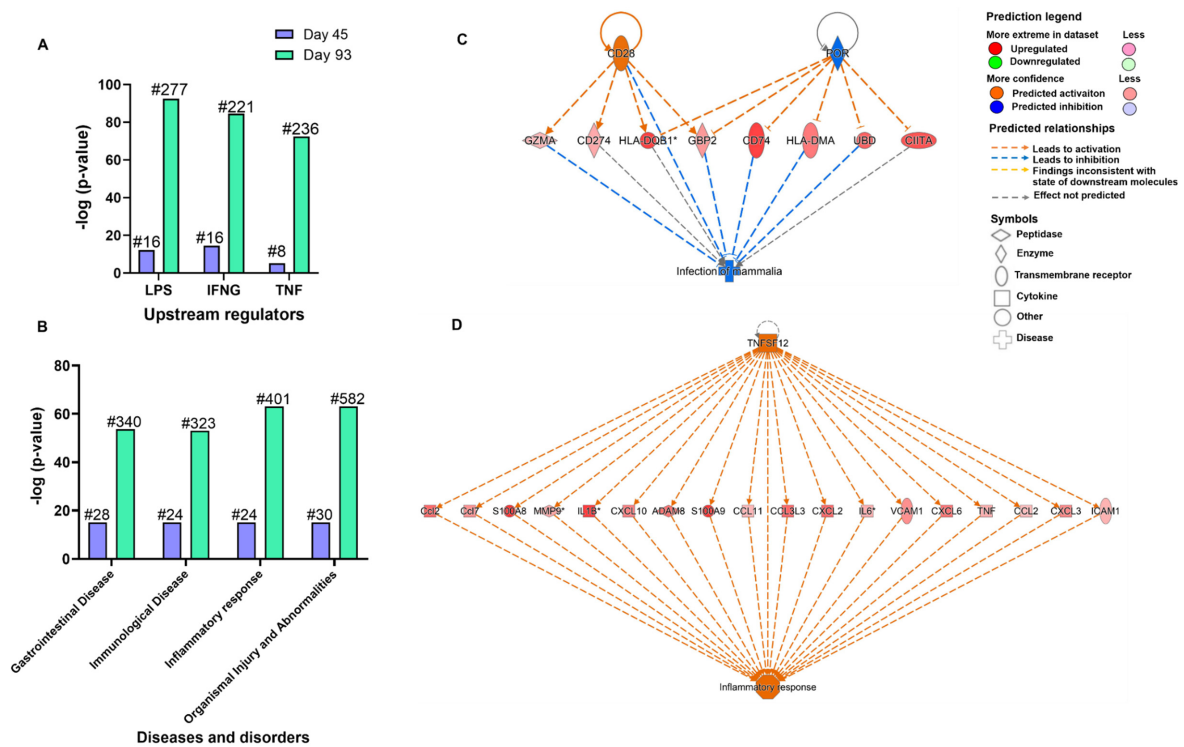 A
Day 45
Day 93
-log (p-value)
100
80
60
40
20
0
#277
#221
#236
#16
#16
#8
LPS
IFNG
TNF
Upstream regulators
B
-log (p-value)
80
60
40
20
0
#340
#323
#401
#582
#28
#24
#24
#30
Gastrointestinal Disease
Immunological Disease
Inflammatory response
Organismal Injury and Abnormalities
Diseases and disorders
C
CD28
POR
GZMA
CD274
HLA-DQB1*
GBP2
CD74
HLA-DMA
UBD
CIITA
Infection of mammalia
Prediction legend
More extreme in dataset
Less
Upregulated
Downregulated
More confidence
Less
Predicted activaiton
Predicted inhibition
Predicted relationships
Leads to activation
Leads to inhibition
Findings inconsistent with
state of downstream molecules
Effect not predicted
Symbols
Peptidase
Enzyme
Transmembrane receptor
Cytokine
Other
Disease
D
TNFSF12
Ccl2
Ccl7
S100A8
MMP9*
IL1B*
CXCL10
ADAM8
S100A9
CCL11
CCL3L3
CXCL2
IL6*
VCAM1
CXCL6
TNF
CCL2
CXCL3
ICAM1
Inflammatory response